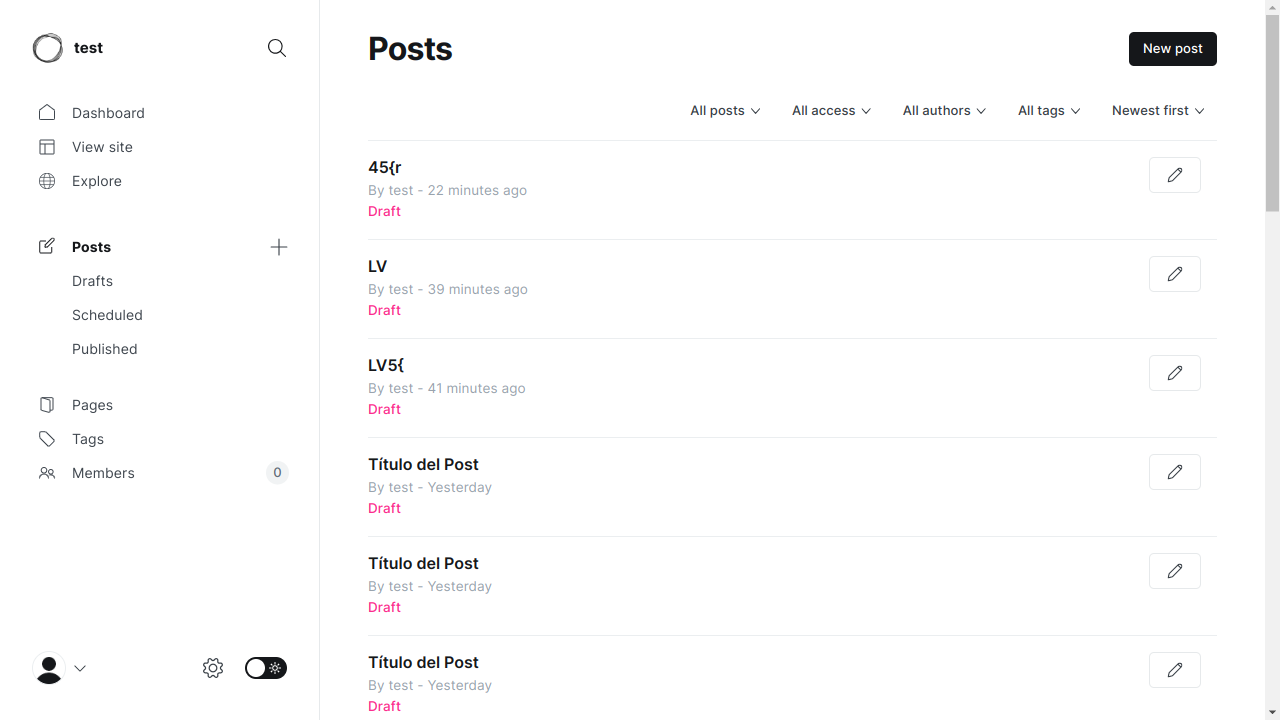 test
Dashboard
View site
Explore
Posts
Drafts
Scheduled
Published
Pages
Tags
Members 0
Posts
New post
All posts All access All authors All tags Newest first
45{r
By test - 22 minutes ago
Draft
LV
By test - 39 minutes ago
Draft
LV5{
By test - 41 minutes ago
Draft
Título del Post
By test - Yesterday
Draft
Título del Post
By test - Yesterday
Draft
Título del Post
By test - Yesterday
Draft